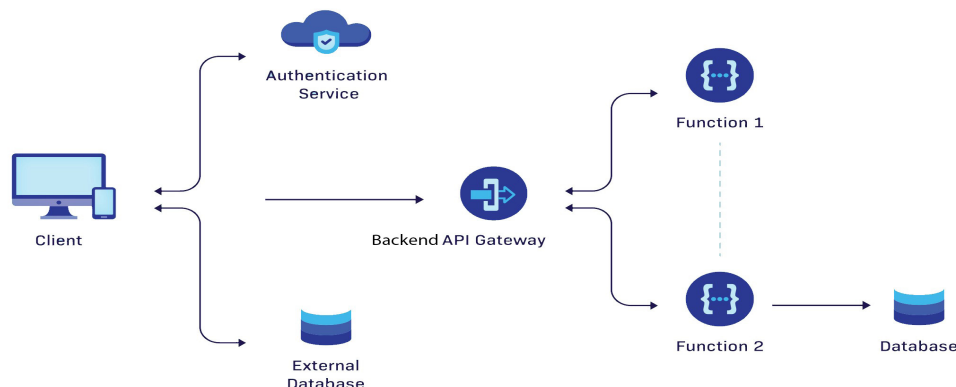 Authentication
Service
Function 1
Client
Backend API Gateway
Function 2
Database
External
Database